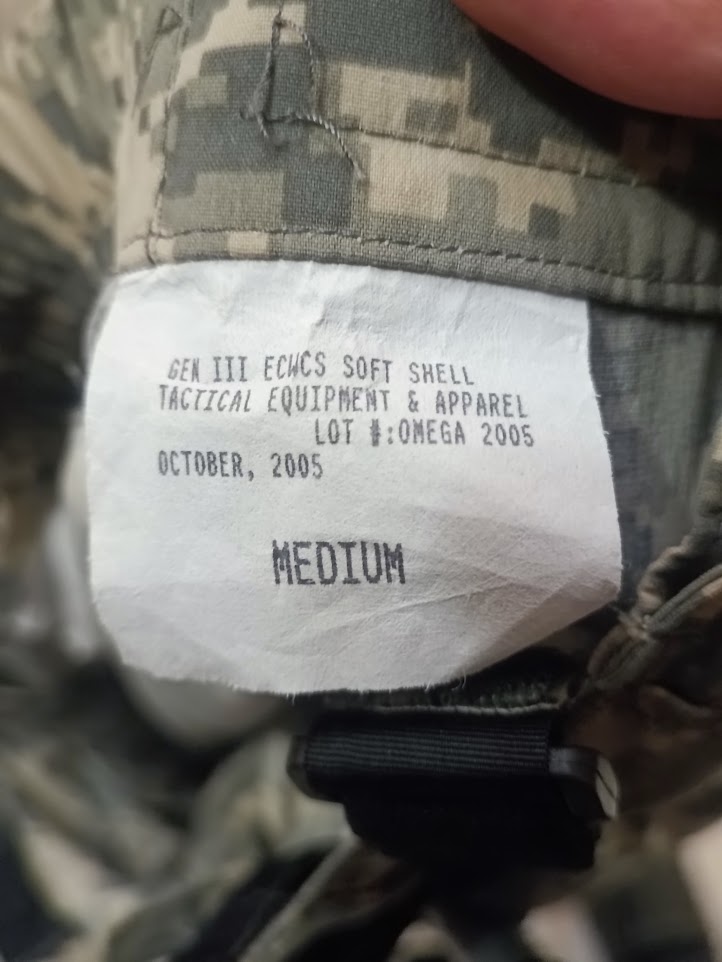 GEN III ECWCS SOFT SHELL
TACTICAL EQUIPMENT & APPAREL
LOT #:OMEGA 2005
OCTOBER, 2005
MEDIUM